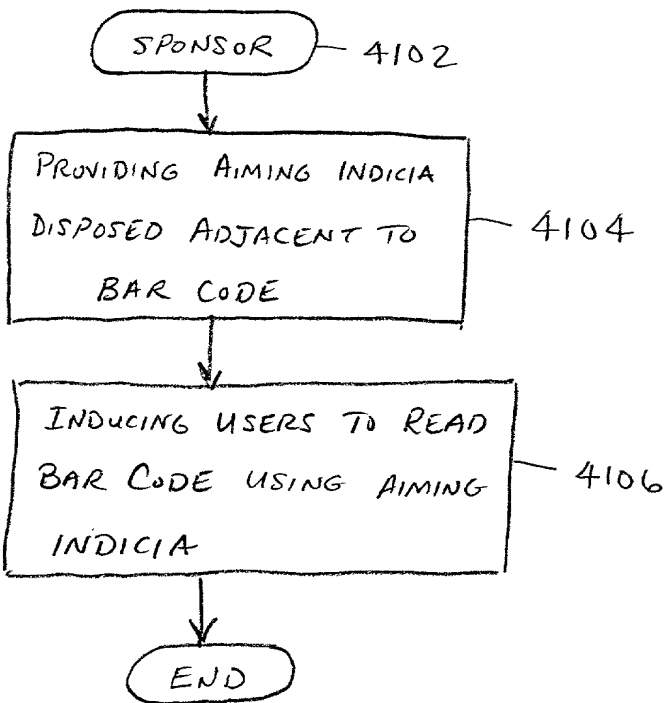 SPONSOR 4102
PROVIDING AIMING INDICIA
DISPOSED ADJACENT TO 4104
BAR CODE
INDUCING USERS TO READ
BAR CODE USING AIMING 4106
INDICIA
END